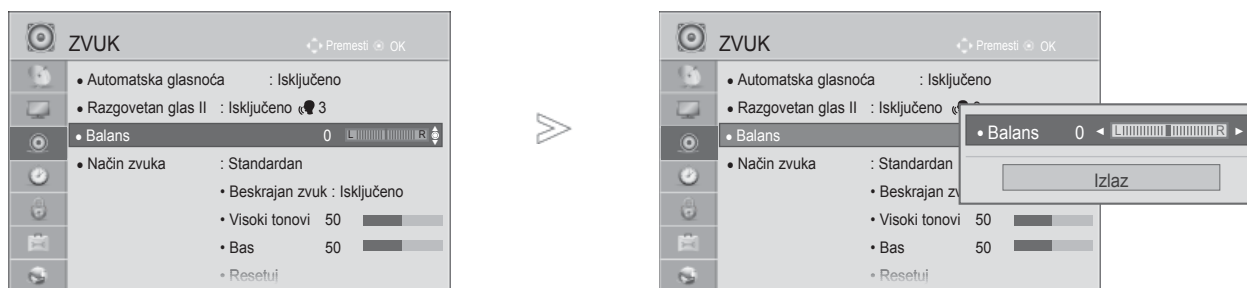 ZVUK
Premesti OK
• Automatska glasnoća : Isključeno
• Razgovetan glas II : Isključeno 3
• Balans 0 L R
• Način zvuka : Standardan
• Beskrajan zvuk : Isključeno
• Visoki tonovi 50
• Bas 50
• Resetuj
ZVUK
Premesti OK
• Automatska glasnoća : Isključeno
• Razgovetan glas II : Isključeno
• Balans
• Balans 0 ◄ L R ►
Izlaz
• Način zvuka : Standardan
• Beskrajan
• Visoki tonovi 50
• Bas 50
• Resetuj